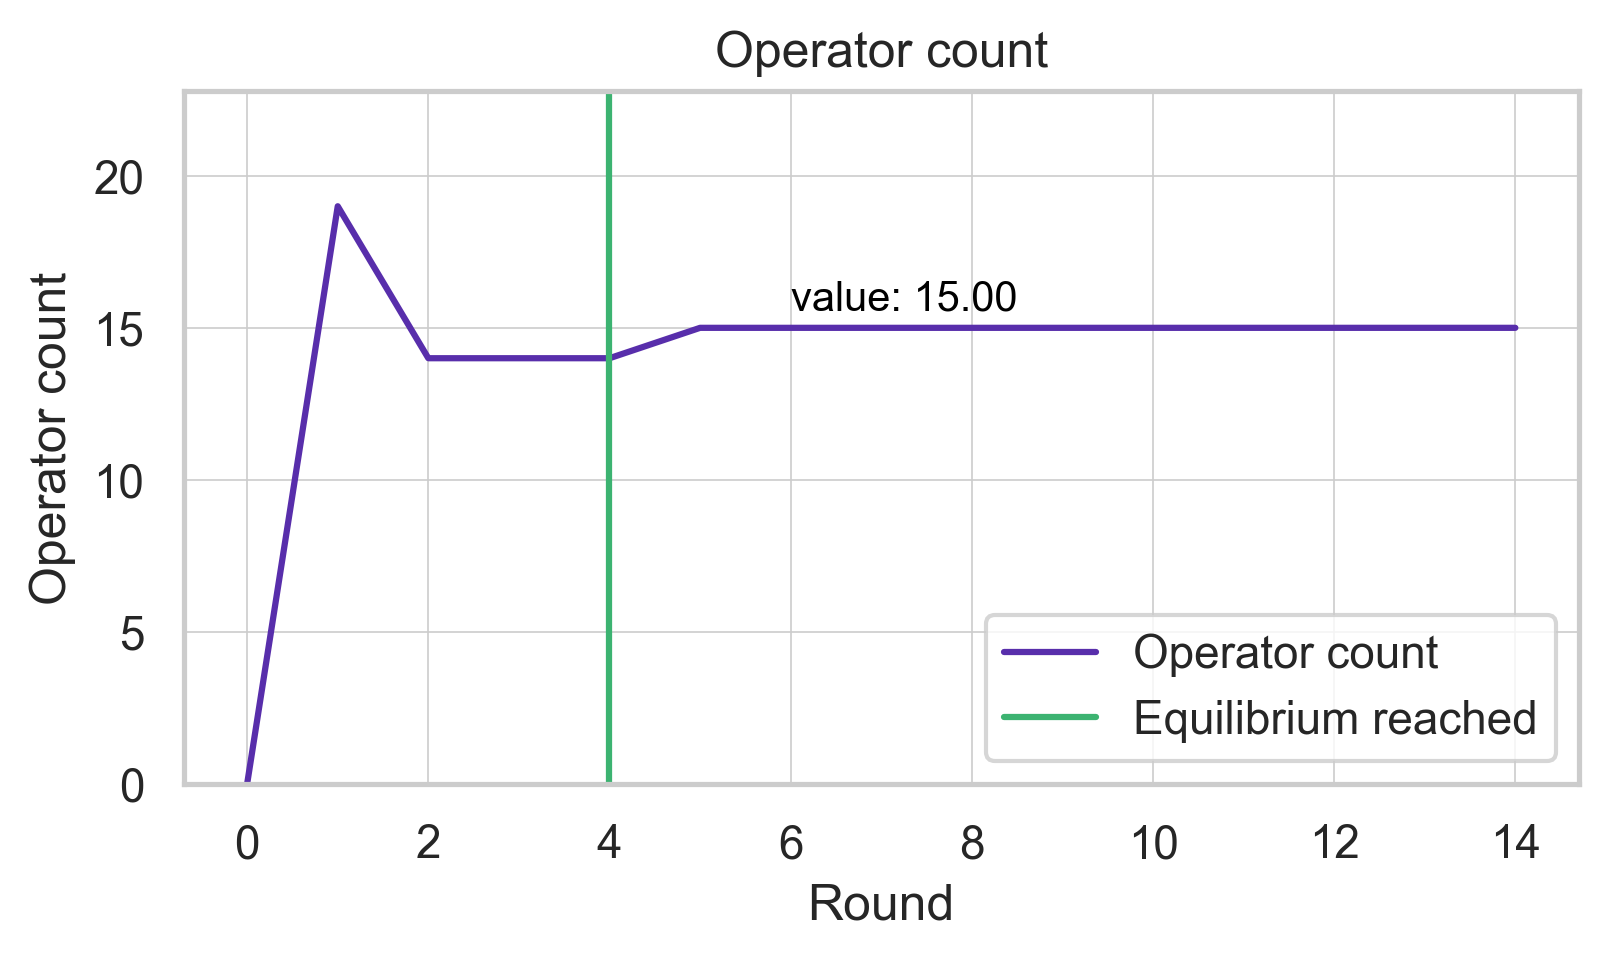 Operator count
Operator count
20
15
10
5
0
value: 15.00
Operator count
Equilibrium reached
0 2 4 6 8 10 12 14
Round